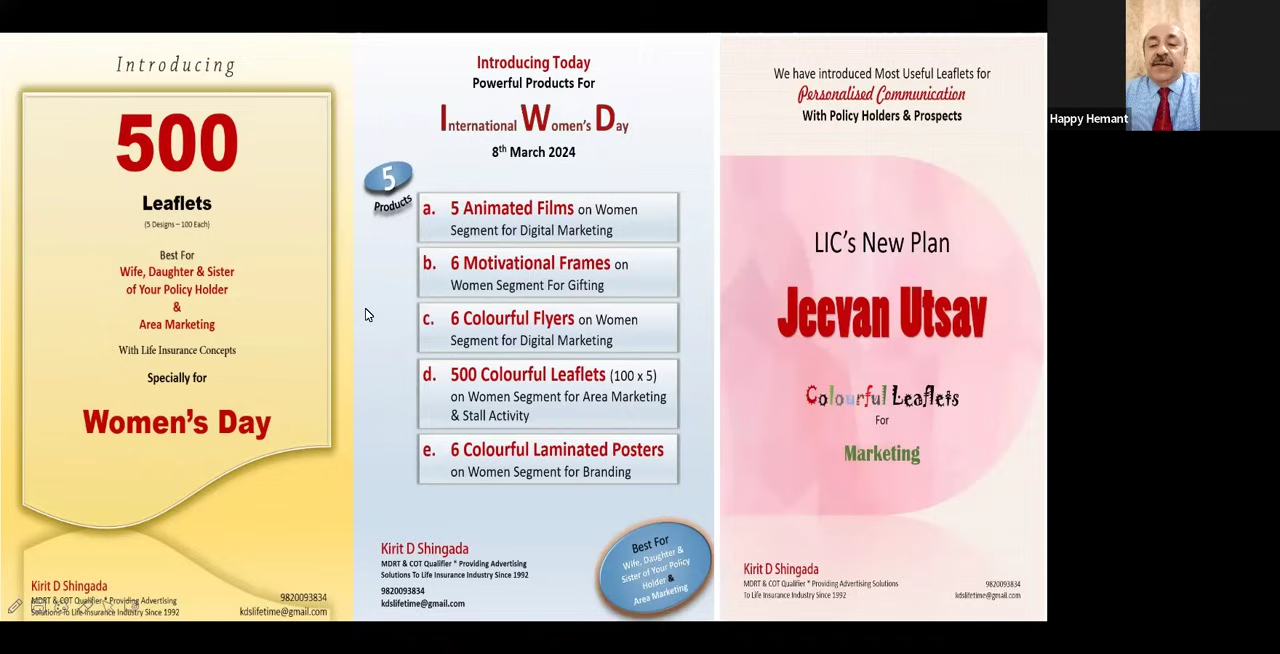 Introducing
500
Leaflets
(5 Designs – 100 Each)
Best For
Wife, Daughter & Sister
of Your Policy Holder
&
Area Marketing
With Life Insurance Concepts
Specially for
Women's Day
Kirit D Shingada
MDRT & COT Qualifier * Providing Advertising
Solutions To Life Insurance Industry Since 1992
9820093834
kdslifetime@gmail.com
Introducing Today
Powerful Products For
International Women's Day
8th March 2024
5
Products
a. 5 Animated Films on Women
Segment for Digital Marketing
b. 6 Motivational Frames on
Women Segment For Gifting
c. 6 Colourful Flyers on Women
Segment for Digital Marketing
d. 500 Colourful Leaflets (100 x 5)
on Women Segment for Area Marketing
& Stall Activity
e. 6 Colourful Laminated Posters
on Women Segment for Branding
Kirit D Shingada
MDRT & COT Qualifier * Providing Advertising
Solutions To Life Insurance Industry Since 1992
9820093834
kdslifetime@gmail.com
Best For
Wife, Daughter &
Sister of Your Policy
Holder &
Area Marketing
We have introduced Most Useful Leaflets for
Personalised Communication
With Policy Holders & Prospects
LIC's New Plan
Jeevan Utsav
Colourful Leaflets
For
Marketing
Kirit D Shingada
MDRT & COT Qualifier * Providing Advertising Solutions
To Life Insurance Industry Since 1992
9820093834
kdslifetime@gmail.com
Happy Hemant